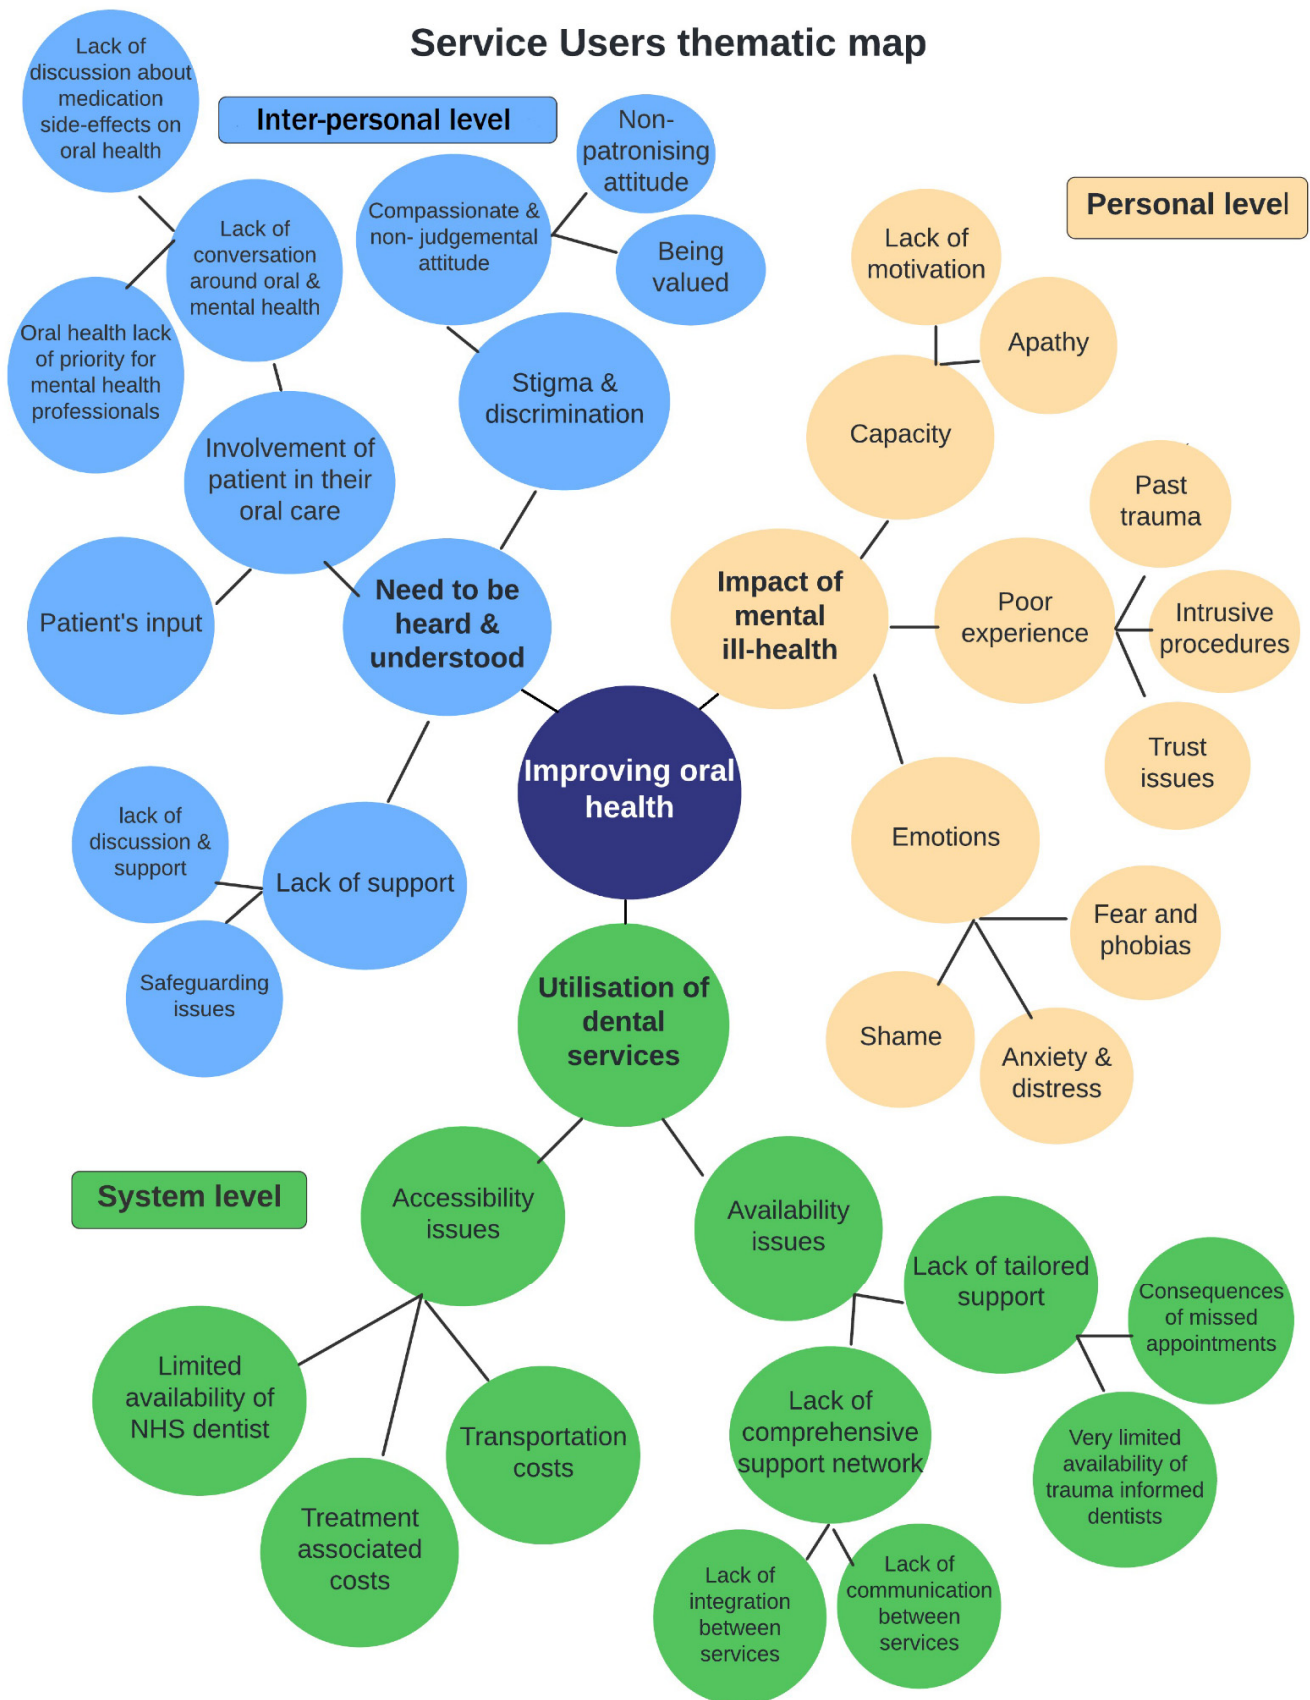 Service Users thematic map
Inter-personal level
Lack of
discussion about
medication
side-effects on
oral health
Lack of
conversation
around oral &
mental health
Oral health lack
of priority for
mental health
professionals
Compassionate &
non- judgemental
attitude
Non-
patronising
attitude
Being
valued
Stigma &
discrimination
Involvement of
patient in their
oral care
Patient's input
Need to be
heard &
understood
lack of
discussion &
support
Lack of support
Safeguarding
issues
Personal level
Lack of
motivation
Apathy
Capacity
Past
trauma
Impact of
mental
ill-health
Poor
experience
Intrusive
procedures
Trust
issues
Emotions
Fear and
phobias
Shame
Anxiety &
distress
Improving oral
health
Utilisation of
dental
services
System level
Accessibility
issues
Availability
issues
Lack of tailored
support
Consequences
of missed
appointments
Limited
availability of
NHS dentist
Transportation
costs
Treatment
associated
costs
Lack of
comprehensive
support network
Very limited
availability of
trauma informed
dentists
Lack of
integration
between
services
Lack of
communication
between
services